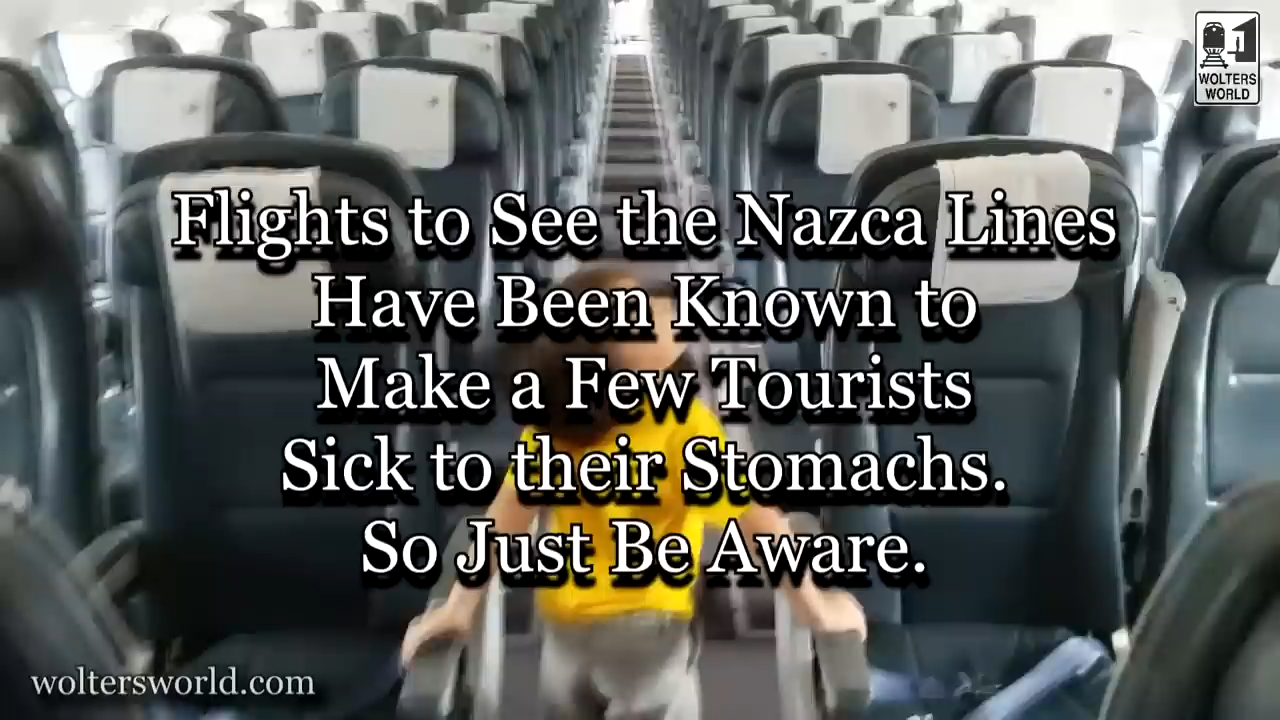 1
WOLTERS
WORLD
Flights to See the Nazca Lines
Have Been Known to
Make a Few Tourists
Sick to their Stomachs.
So Just Be Aware.
woltersworld.com